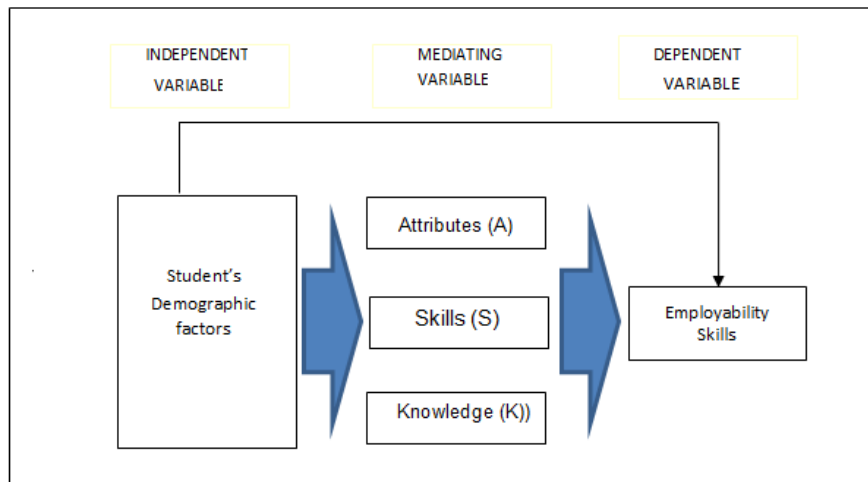 INDEPENDENT
VARIABLE
MEDIATING
VARIABLE
DEPENDENT
VARIABLE
Student's
Demographic
factors
Attributes (A)
Skills (S)
Knowledge (K))
Employability
Skills